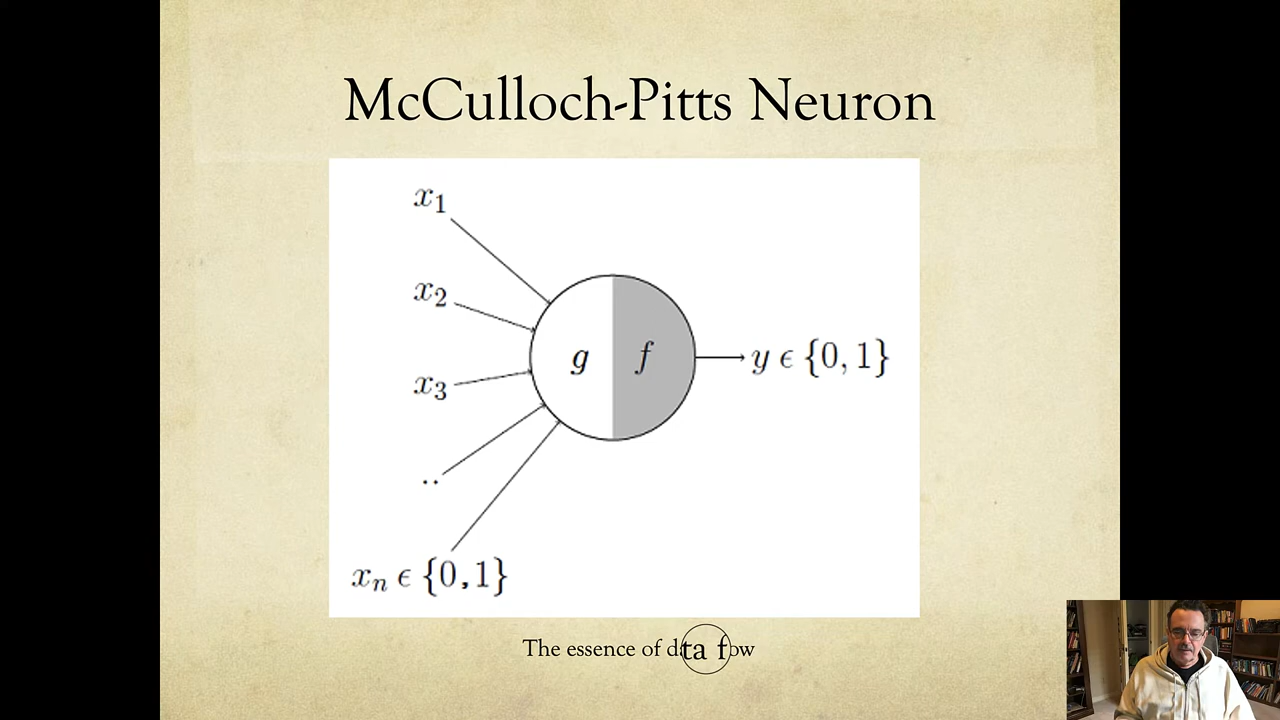 McCulloch-Pitts Neuron
x₁
x₂
x₃
..
xₙ ϵ {0,1}
g
f
y ϵ {0,1}
The essence of data flow